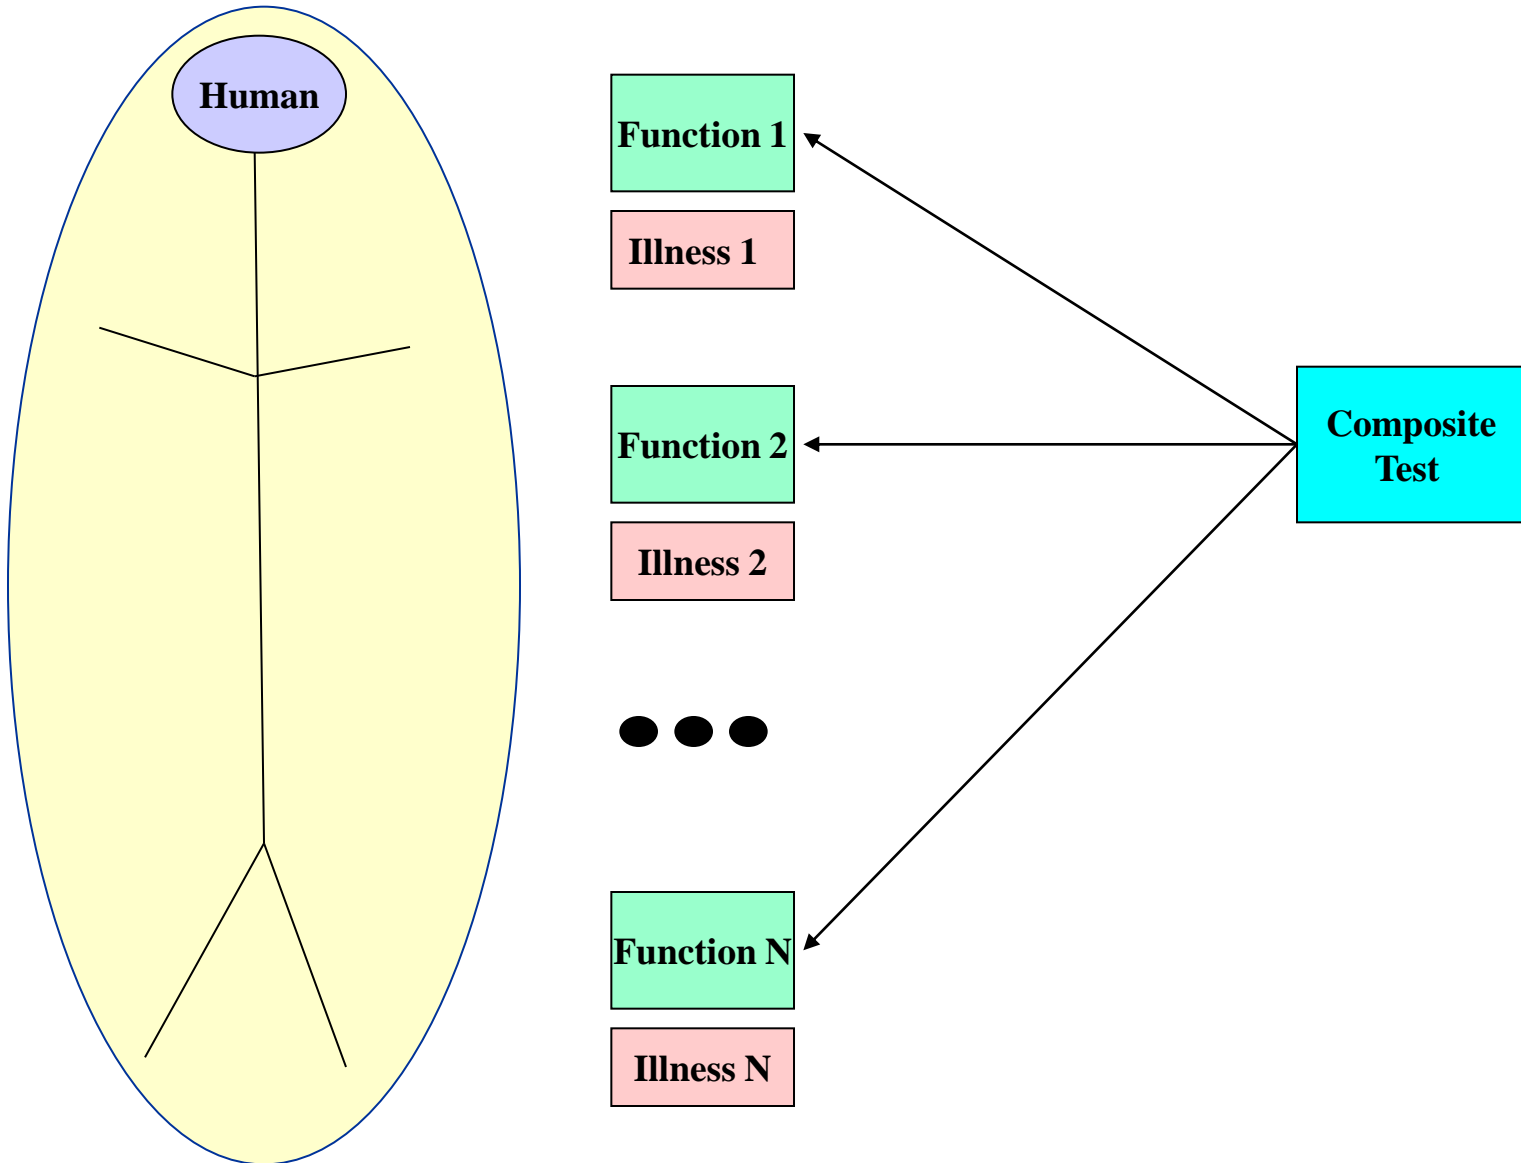 Human
Function 1
Illness 1
Function 2
Illness 2
Function N
Illness N
Composite
Test